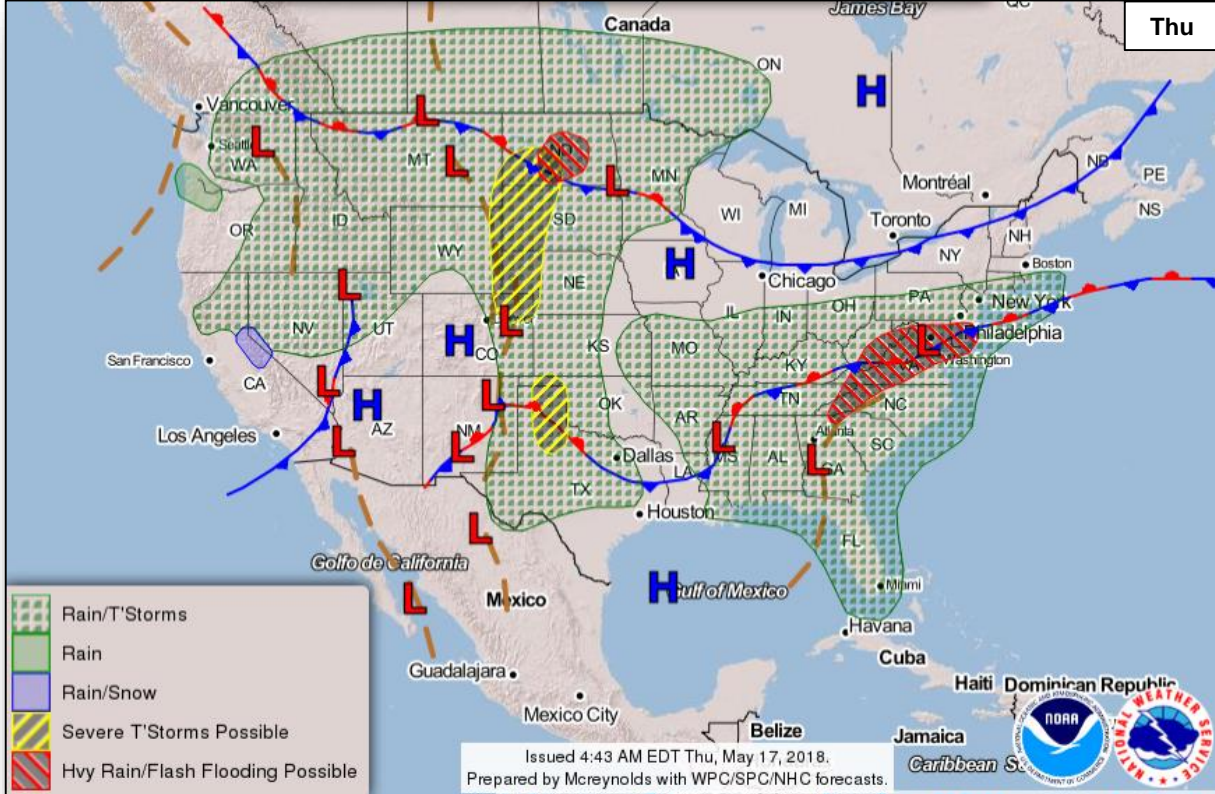 James Bay
QC
Canada
Thu
ON
H
Vancouver
L
L
Seattle
WA
MT
L
ND
MN
L
NB
PE
Montréal
NS
OR
ID
SD
WI
MI
Toronto
NH
WY
NY
Boston
H
Chicago
L
NE
IL
IN
OH
PA
New York
NV
UT
L
Philadelphia
San Francisco
H
CO
KS
MO
L
Washington
CA
KY
VA
L
H
L
OK
AR
TN
NC
Los Angeles
AZ
NM
Atlanta
SC
L
L
Dallas
L
MS
AL
L
GA
LA
TX
Houston
L
FL
Golfo de California
H
Gulf of Mexico
Miami
L
Mexico
Havana
Cuba
Guadalajara
Haiti
Dominican Republic
Mexico City
Belize
Jamaica
Caribbean
Rain/T'Storms
Rain
Rain/Snow
Severe T'Storms Possible
Hvy Rain/Flash Flooding Possible
Issued 4:43 AM EDT Thu, May 17, 2018.
Prepared by Mcreynolds with WPC/SPC/NHC forecasts.
NOAA
NATIONAL WEATHER SERVICE